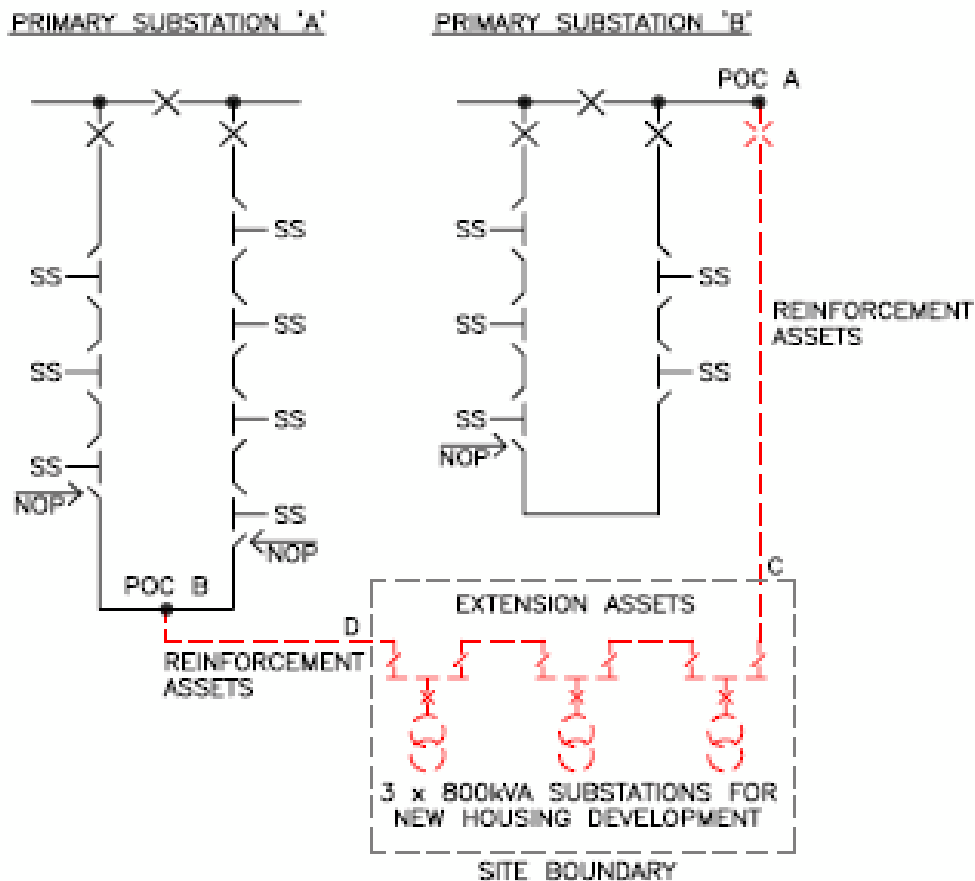 PRIMARY SUBSTATION 'A'
PRIMARY SUBSTATION 'B'
POC A
SS
SS
SS
SS
SS
SS
SS
SS
SS
SS
SS
SS
REINFORCEMENT
ASSETS
NOP
NOP
NOP
POC B
C
D
EXTENSION ASSETS
REINFORCEMENT
ASSETS
3 x 800kVA SUBSTATIONS FOR
NEW HOUSING DEVELOPMENT
SITE BOUNDARY